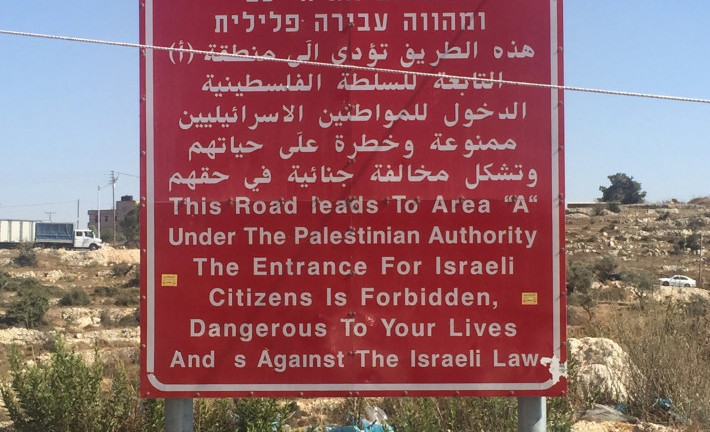 ומהווה עבירה פלילית
هذه الطريق تؤدي الى منطقة (أ)
التابعة للسلطة الفلسطينية
الدخول للمواطنين الاسرائيليين
ممنوعة وخطرة على حياتهم
وتشكل مخالفة جنائية في حقهم
This Road leads To Area "A"
Under The Palestinian Authority
The Entrance For Israeli
Citizens Is Forbidden,
Dangerous To Your Lives
And s Against The Israeli Law